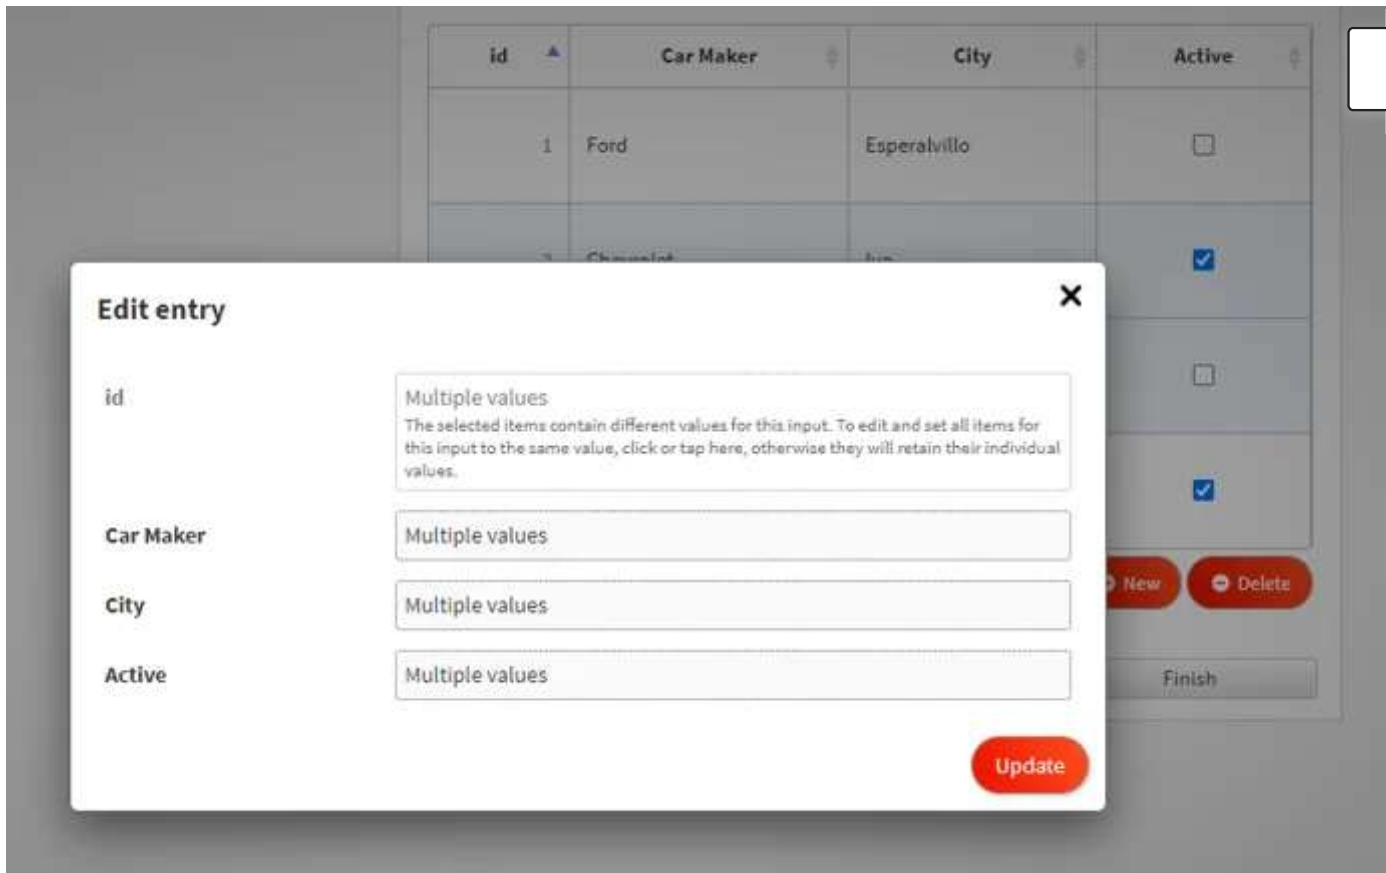 id Car Maker City Active
1 Ford Esperalvillo
Chevrolet
Edit entry
id
Multiple values
The selected items contain different values for this input. To edit and set all items for
this input to the same value, click or tap here, otherwise they will retain their individual
values.
Car Maker Multiple values
City Multiple values
Active Multiple values
New Delete
Finish
Update